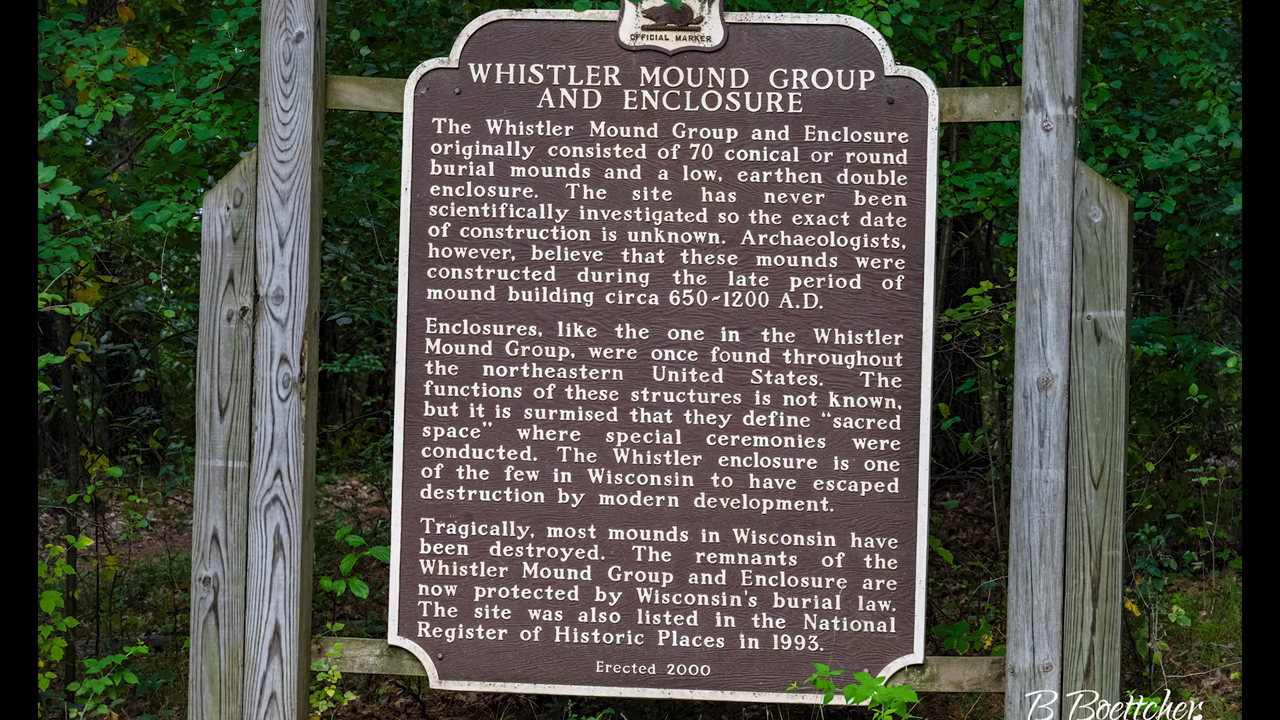 OFFICIAL MARKER
WHISTLER MOUND GROUP
AND ENCLOSURE
The Whistler Mound Group and Enclosure
originally consisted of 70 conical or round
burial mounds and a low, earthen double
enclosure. The site has never been
scientifically investigated so the exact date
of construction is unknown. Archaeologists,
however, believe that these mounds were
constructed during the late period of
mound building circa 650-1200 A.D.
Enclosures, like the one in the Whistler
Mound Group, were once found throughout
the northeastern United States. The
functions of these structures is not known,
but it is surmised that they define “sacred
space” where special ceremonies were
conducted. The Whistler enclosure is one
of the few in Wisconsin to have escaped
destruction by modern development.
Tragically, most mounds in Wisconsin have
been destroyed. The remnants of the
Whistler Mound Group and Enclosure are
now protected by Wisconsin's burial law.
The site was also listed in the National
Register of Historic Places in 1993.
Erected 2000
B Boettcher